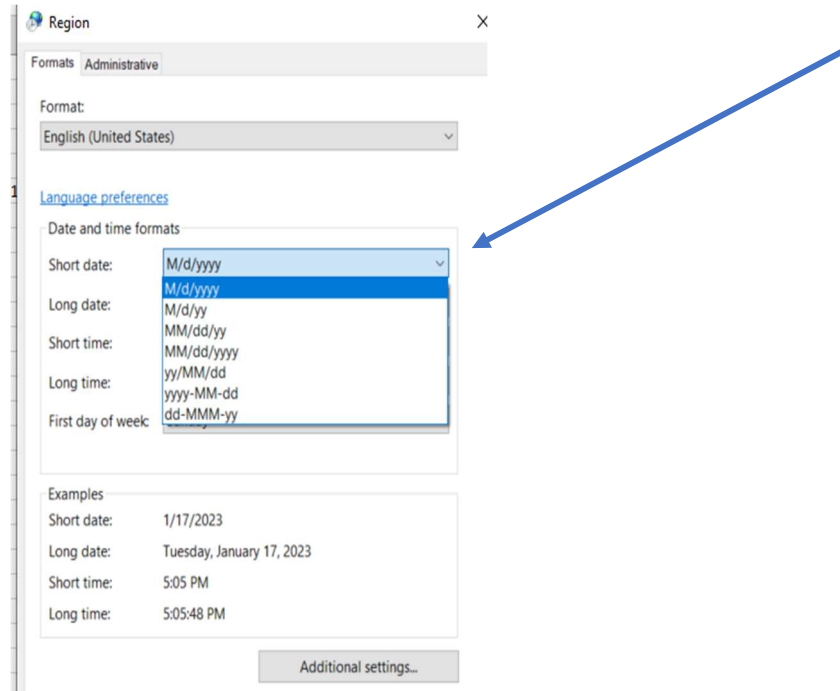 Region
Formats Administrative
Format:
English (United States)
1
Language preferences
Date and time formats
Short date: M/d/yyyy
M/d/yyyy
Long date: M/d/yy
MM/dd/yy
Short time: MM/dd/yyyy
yy/MM/dd
Long time: yyyy-MM-dd
First day of week: dd-MMM-yy
Examples
Short date: 1/17/2023
Long date: Tuesday, January 17, 2023
Short time: 5:05 PM
Long time: 5:05:48 PM
Additional settings...